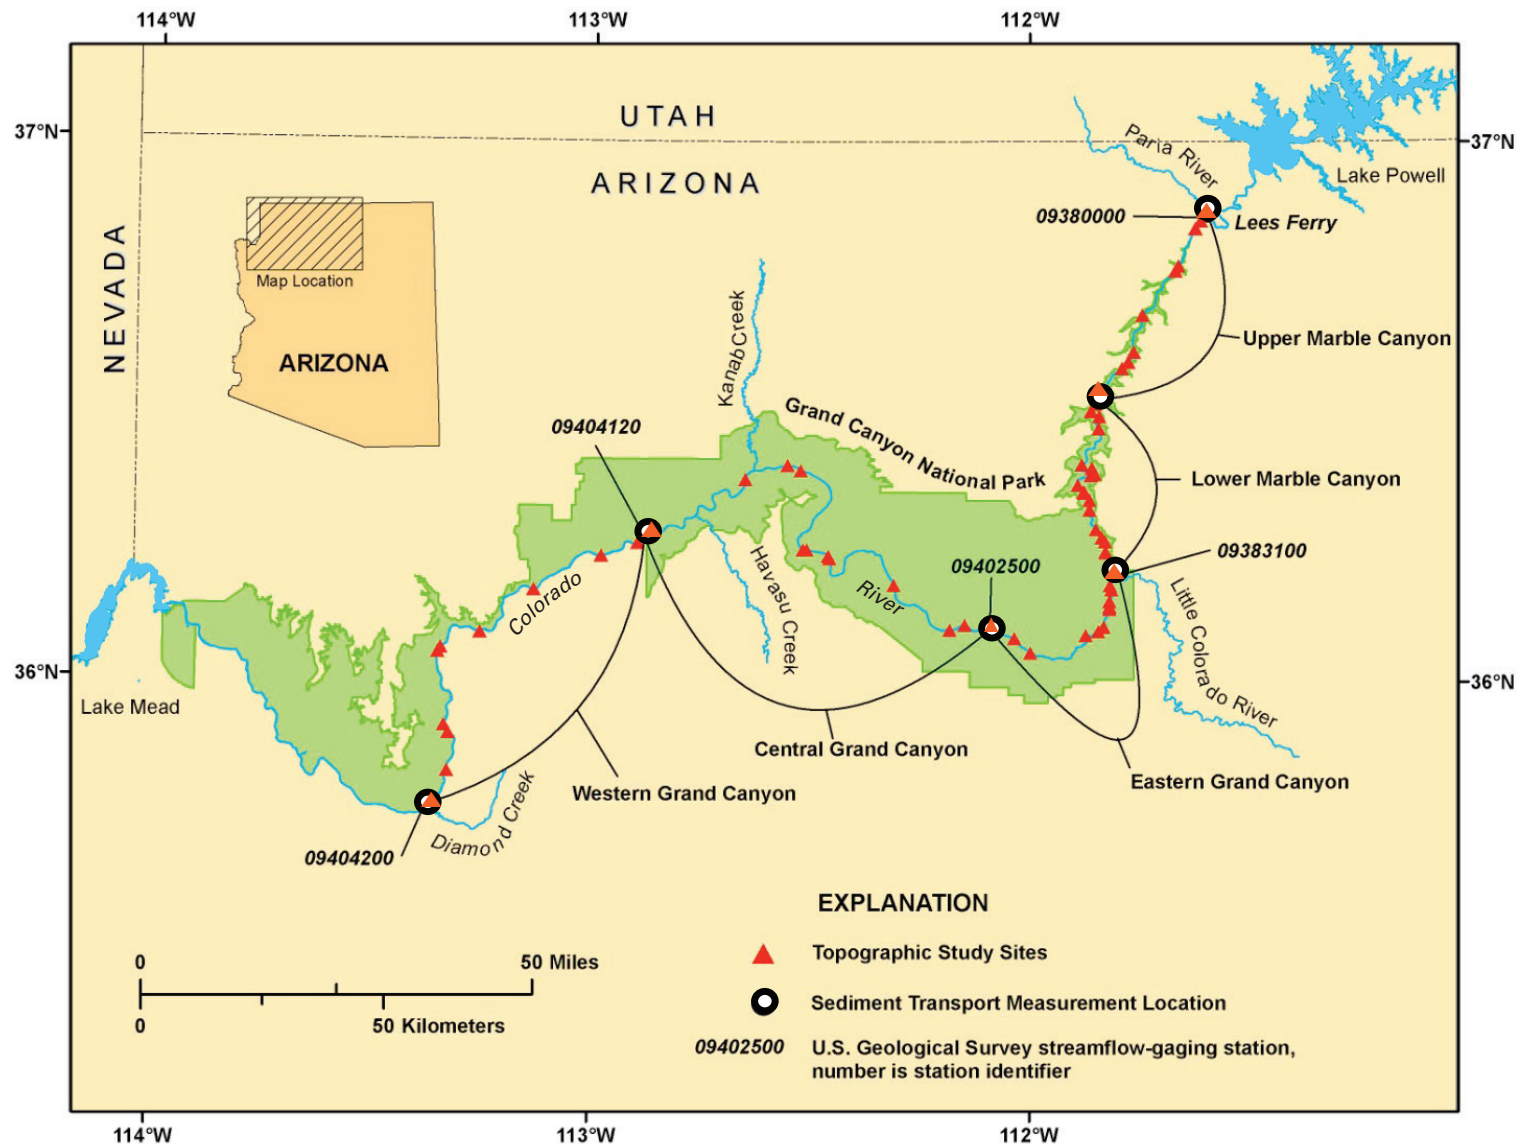 114°W
113°W
112°W
37°N
37°N
UTAH
ARIZONA
NEVADA
Paria River
Lake Powell
09380000
Lees Ferry
Map Location
ARIZONA
Kanab Creek
Upper Marble Canyon
Grand Canyon National Park
09404120
Lower Marble Canyon
09383100
09402500
Havasu Creek
Colorado
River
Little Colorado River
36°N
36°N
Lake Mead
Central Grand Canyon
Eastern Grand Canyon
Western Grand Canyon
Diamond Creek
09404200
EXPLANATION
Topographic Study Sites
Sediment Transport Measurement Location
09402500
U.S. Geological Survey streamflow-gaging station,
number is station identifier
0
50 Miles
0
50 Kilometers
114°W
113°W
112°W